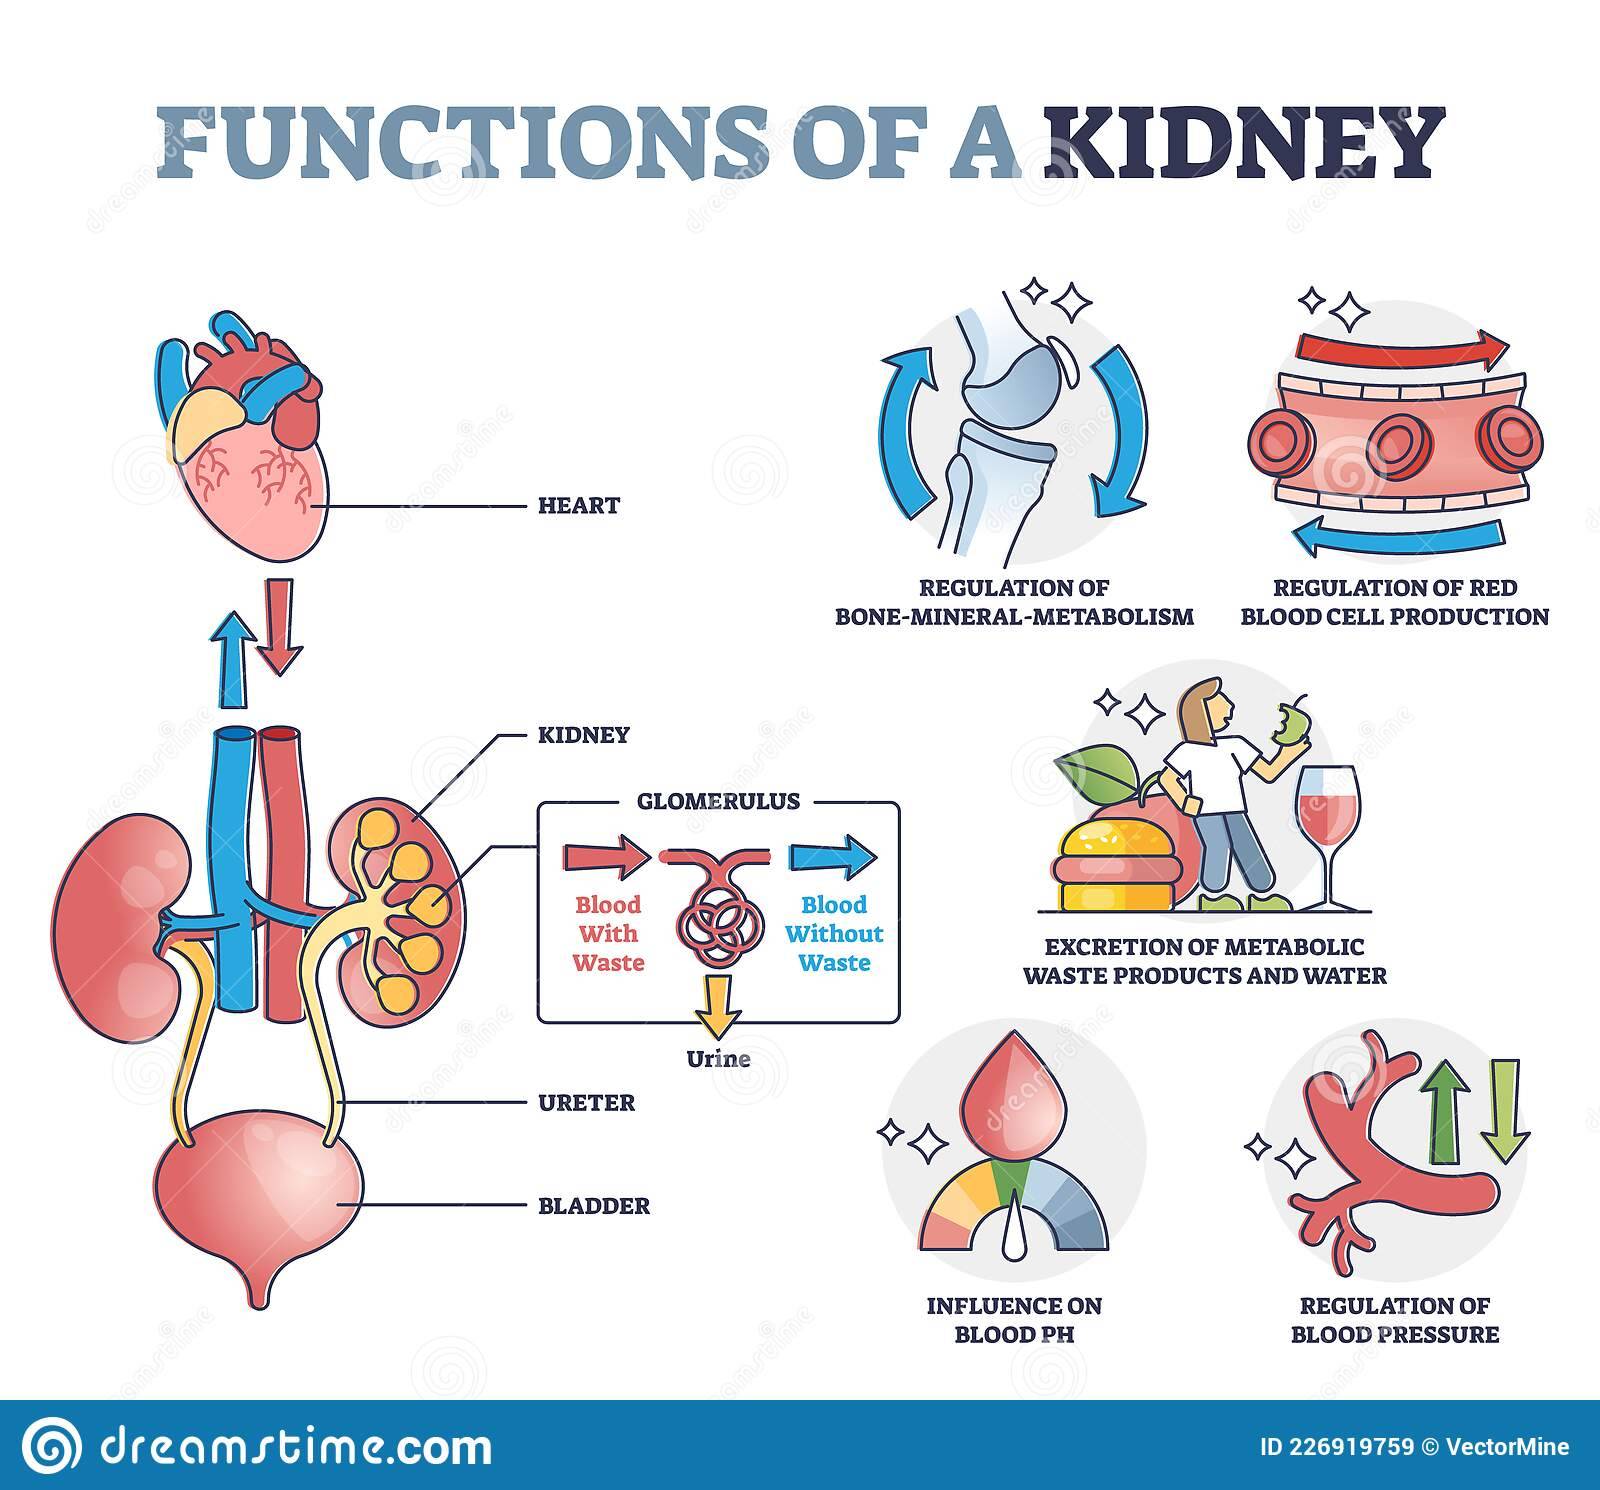 FUNCTIONS OF A KIDNEY
HEART
KIDNEY
GLOMERULUS
Blood
With
Waste
Blood
Without
Waste
Urine
URETER
BLADDER
REGULATION OF
BONE-MINERAL-METABOLISM
REGULATION OF RED
BLOOD CELL PRODUCTION
EXCRETION OF METABOLIC
WASTE PRODUCTS AND WATER
INFLUENCE ON
BLOOD PH
REGULATION OF
BLOOD PRESSURE
dreamstime.com
ID 226919759 © VectorMine